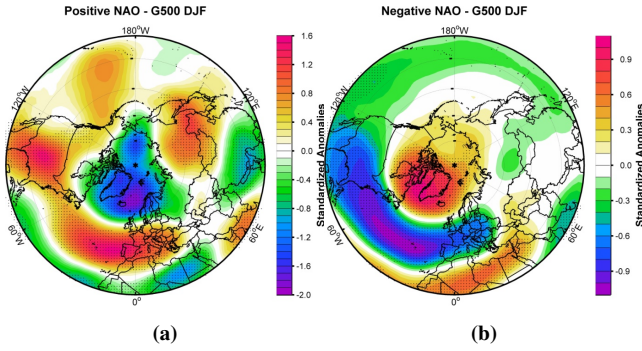 Positive NAO - G500 DJF
180°W
120°W
120°E
60°W
60°E
0°
1.6
1.2
0.8
0.4
0.0
-0.4
-0.8
-1.2
-1.6
-2.0
Standardized Anomalies
(a)
Negative NAO - G500 DJF
180°W
120°W
120°E
60°W
60°E
0°
0.9
0.6
0.3
0.0
-0.3
-0.6
-0.9
Standardized Anomalies
(b)